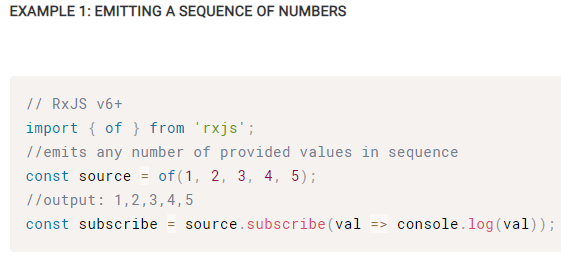 EXAMPLE 1: EMITTING A SEQUENCE OF NUMBERS
// RxJS v6+
import { of } from 'rxjs';
//emits any number of provided values in sequence
const source = of(1, 2, 3, 4, 5);
//output: 1,2,3,4,5
const subscribe = source.subscribe(val => console.log(val));